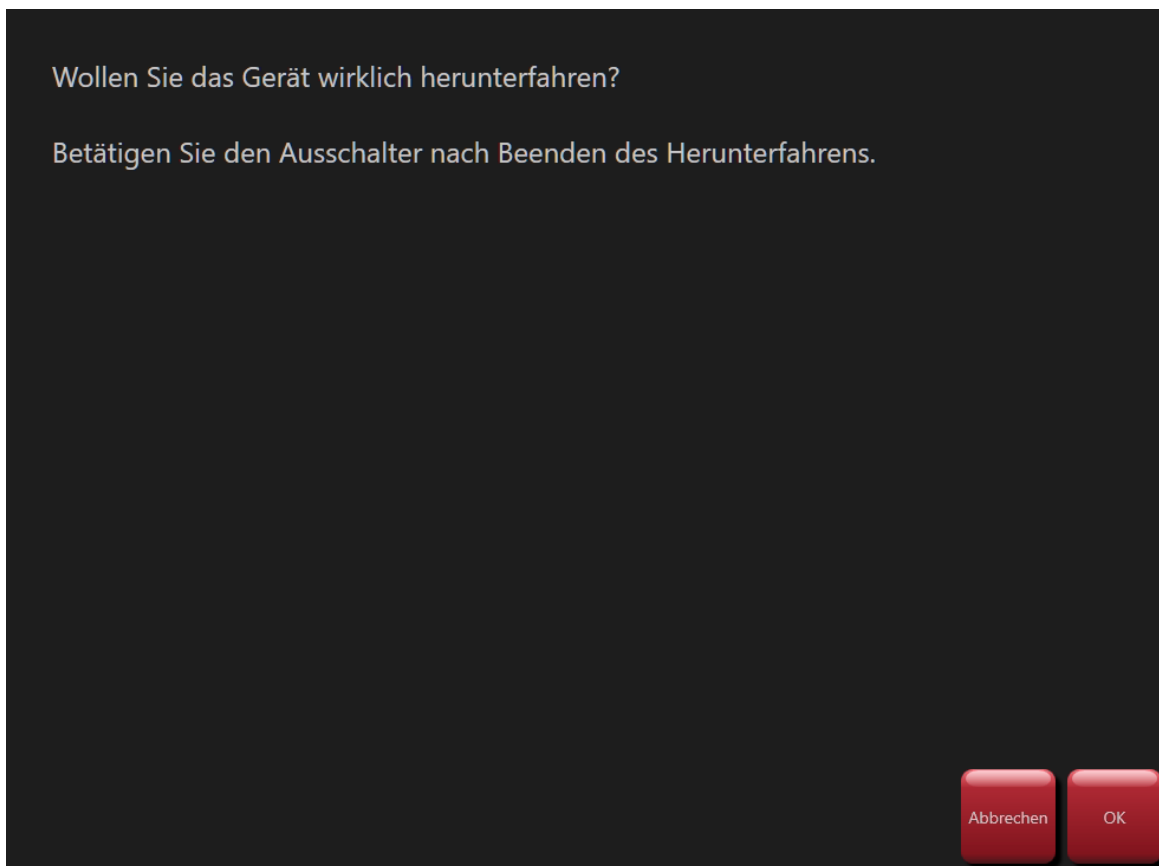 Wollen Sie das Gerät wirklich herunterfahren?
Betätigen Sie den Ausschalter nach Beenden des Herunterfahrens.
Abbrechen
OK